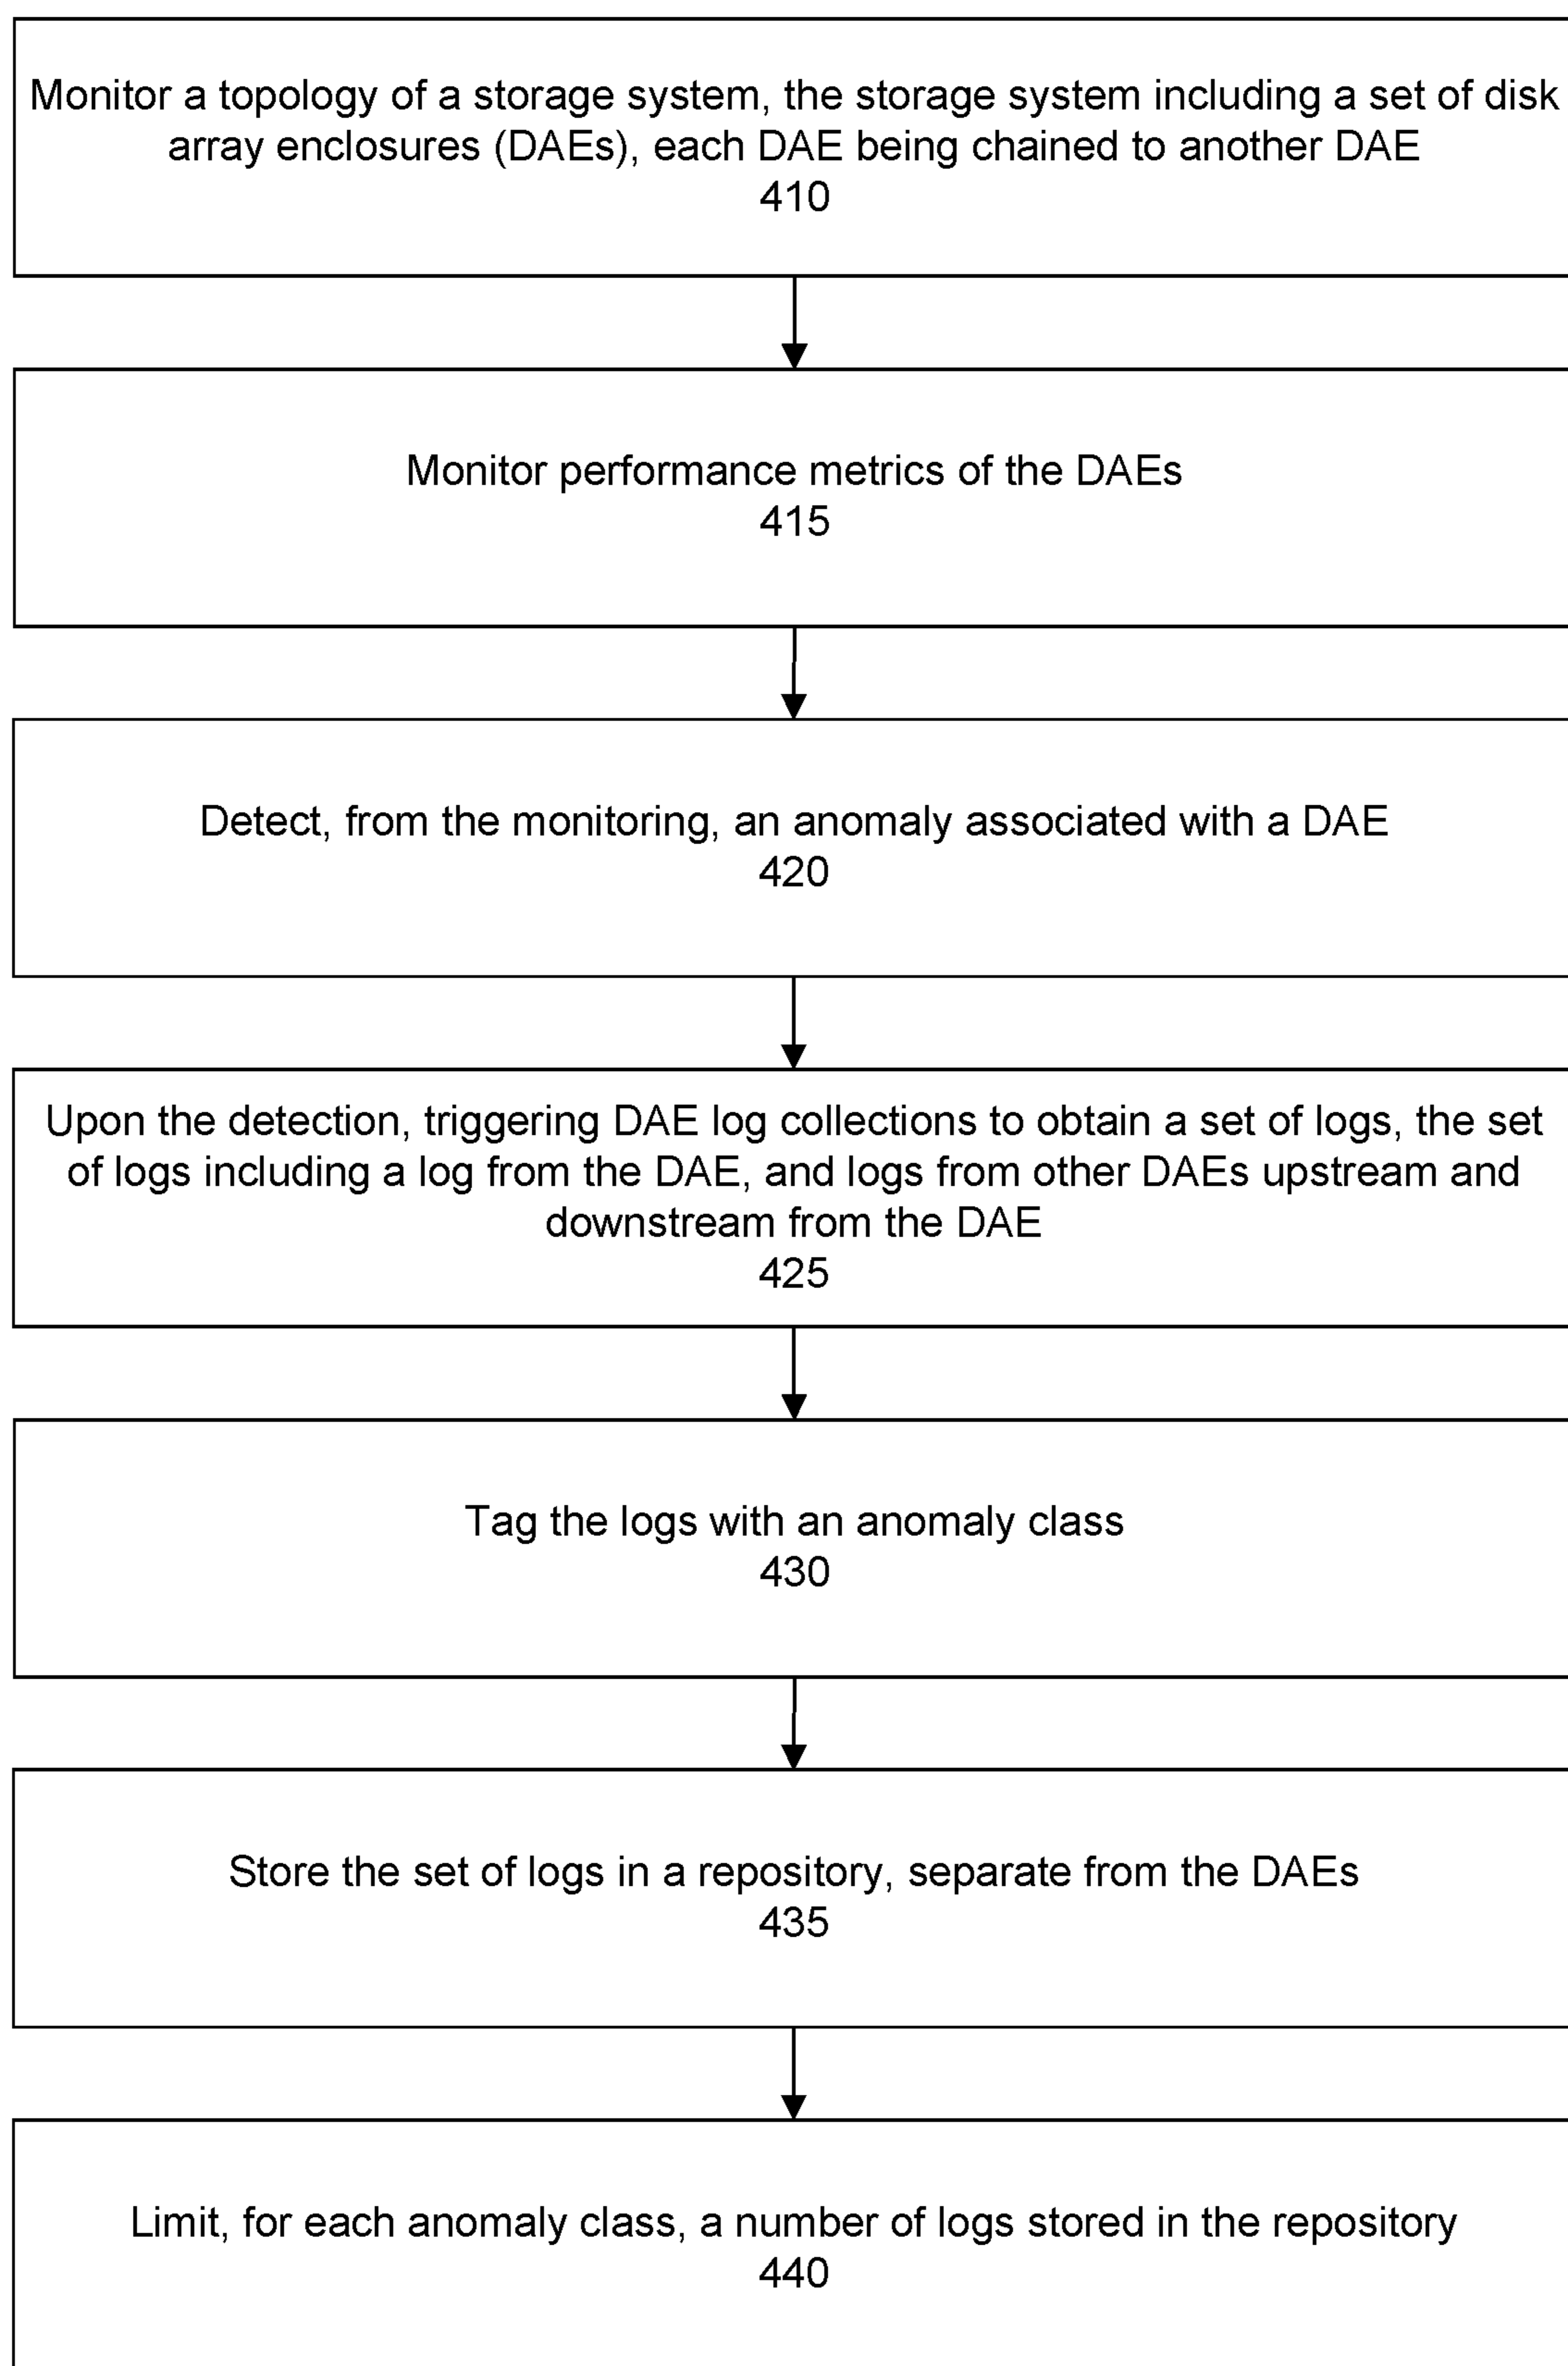 Monitor a topology of a storage system, the storage system including a set of disk
array enclosures (DAEs), each DAE being chained to another DAE
410
Monitor performance metrics of the DAEs
415
Detect, from the monitoring, an anomaly associated with a DAE
420
Upon the detection, triggering DAE log collections to obtain a set of logs, the set
of logs including a log from the DAE, and logs from other DAEs upstream and
downstream from the DAE
425
Tag the logs with an anomaly class
430
Store the set of logs in a repository, separate from the DAEs
435
Limit, for each anomaly class, a number of logs stored in the repository
440